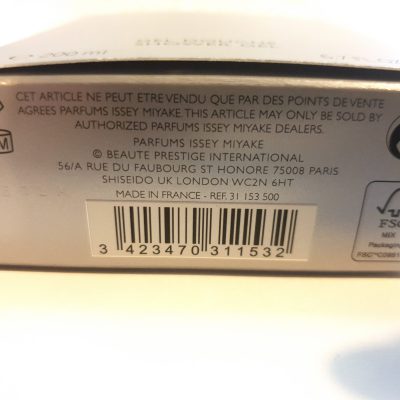 200 ml
CET ARTICLE NE PEUT ETRE VENDU QUE PAR DES POINTS DE VENTE
AGREES PARFUMS ISSEY MIYAKE. THIS ARTICLE MAY ONLY BE SOLD BY
AUTHORIZED PARFUMS ISSEY MIYAKE DEALERS.
PARFUMS ISSEY MIYAKE
© BEAUTE PRESTIGE INTERNATIONAL
56/A RUE DU FAUBOURG ST HONORE 75008 PARIS
SHISEIDO UK LONDON WC2N 6HT
MADE IN FRANCE - REF. 31 153 500
3 423470 311532
FSC
MIX
Packaging